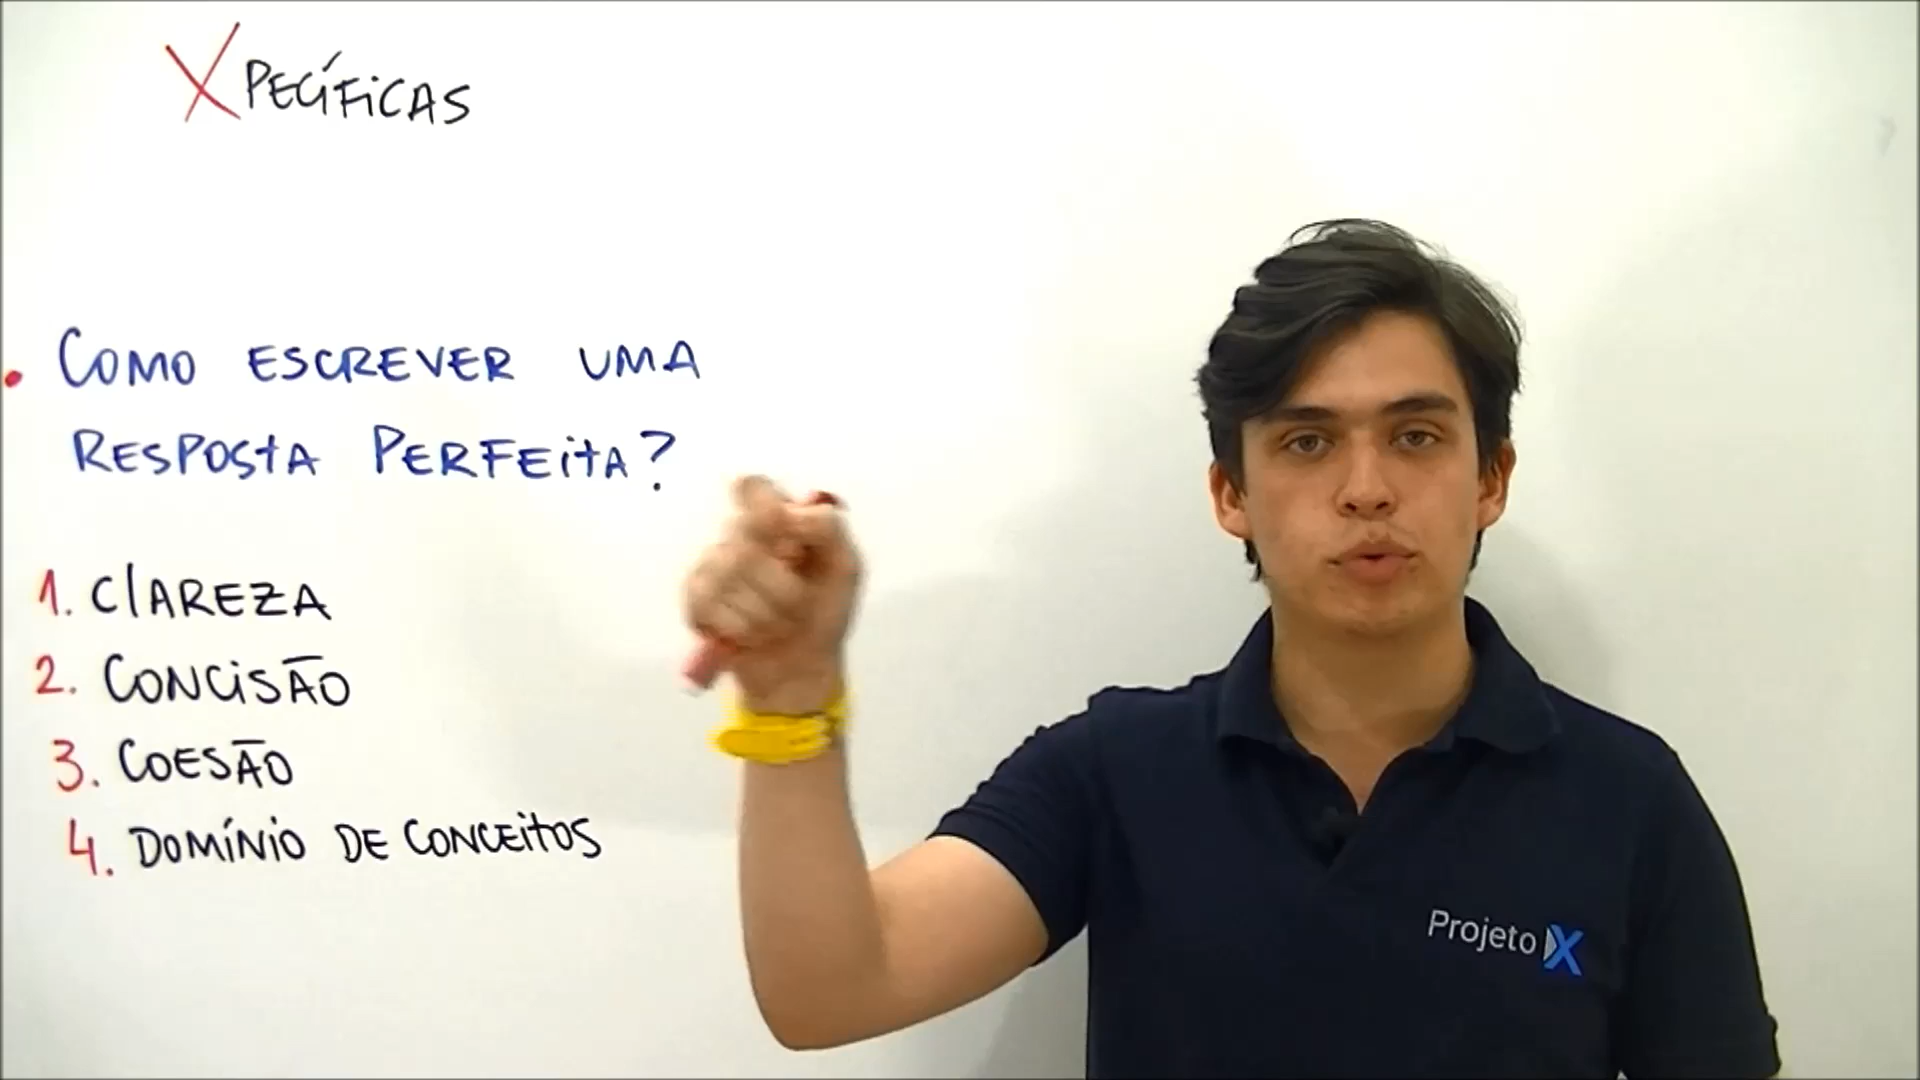 XPECÍFICAS
. COMO ESCREVER UMA
RESPOSTA PERFEITA?
1. CLAREZA
2. CONCISÃO
3. COESÃO
4. DOMÍNIO DE CONCEITOS
Projeto X